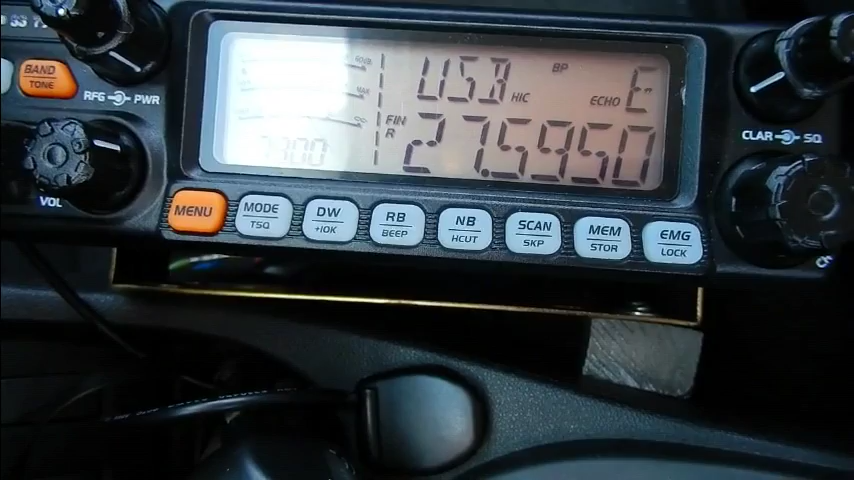 SS
BAND
TONE
RFG PWR
VOL
USB HIC BP ECHO E
FIN
R
27.5950
CLAR SQ
MENU
MODE
TSQ
DW
+10K
RB
BEEP
NB
HCUT
SCAN
SKP
MEM
STOR
EMG
LOCK